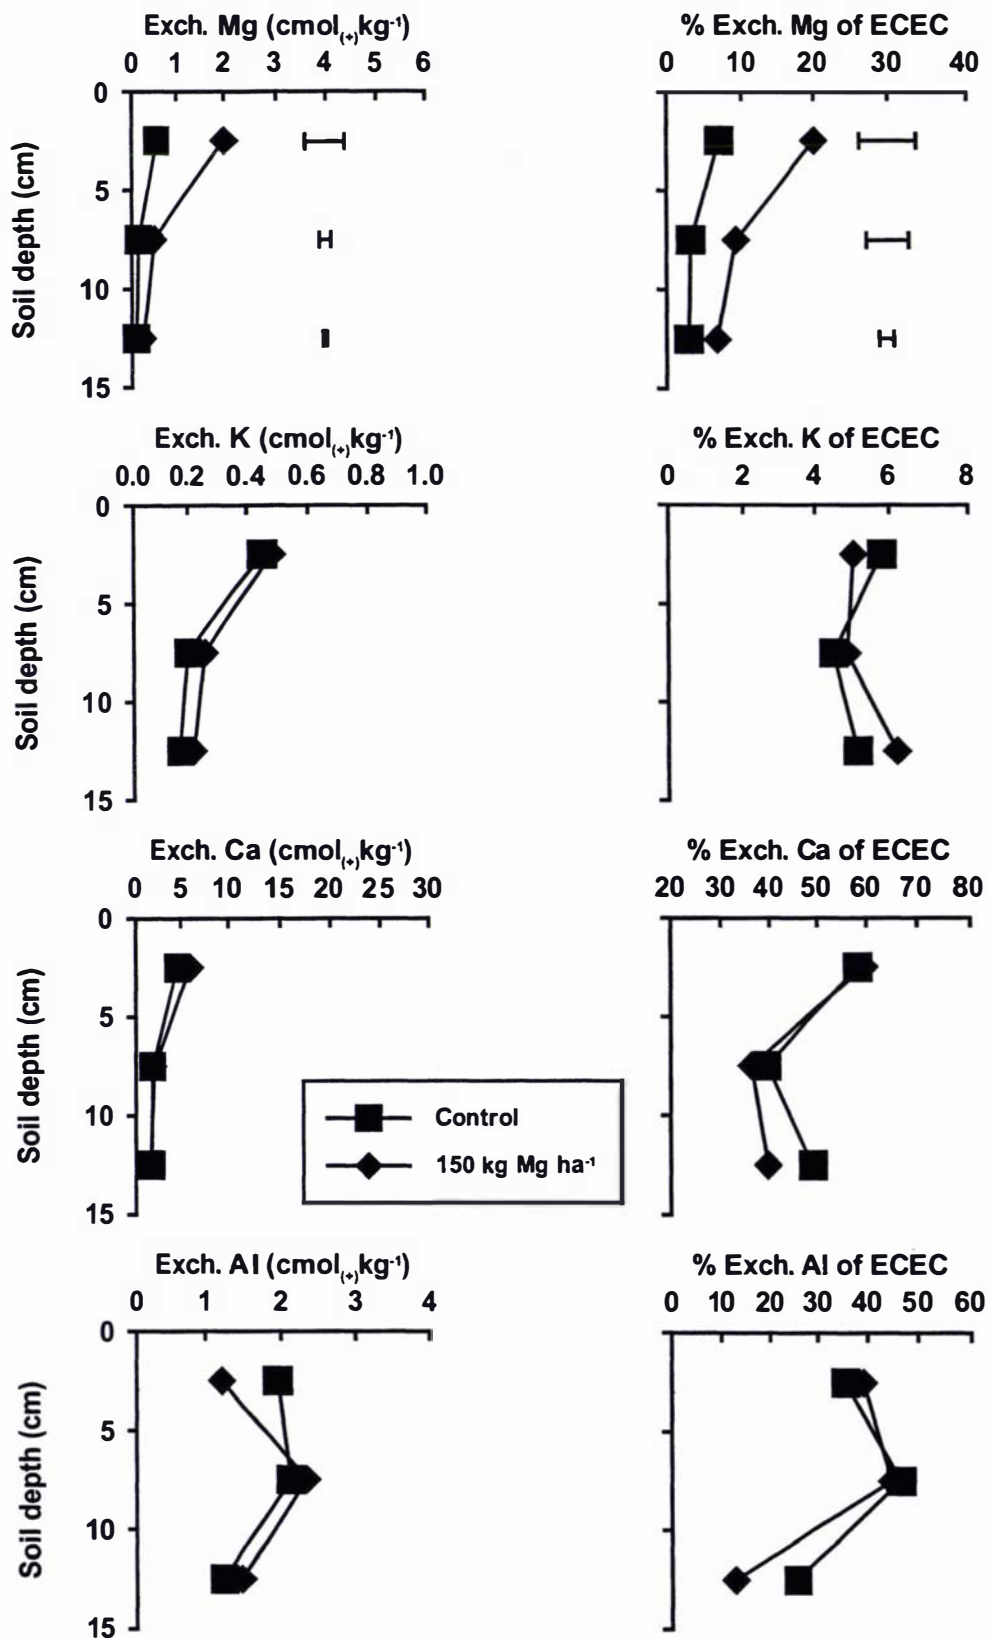 Exch. Mg (cmol(+)kg-1)
0 1 2 3 4 5 6
0
5
10
15
Soil depth (cm)
% Exch. Mg of ECEC
0 10 20 30 40
Exch. K (cmol(+)kg-1)
0.0 0.2 0.4 0.6 0.8 1.0
0
5
10
15
Soil depth (cm)
% Exch. K of ECEC
0 2 4 6 8
Exch. Ca (cmol(+)kg-1)
0 5 10 15 20 25 30
0
5
10
15
Soil depth (cm)
Control
150 kg Mg ha-1
% Exch. Ca of ECEC
20 30 40 50 60 70 80
Exch. Al (cmol(+)kg-1)
0 1 2 3 4
0
5
10
15
Soil depth (cm)
% Exch. Al of ECEC
0 10 20 30 40 50 60